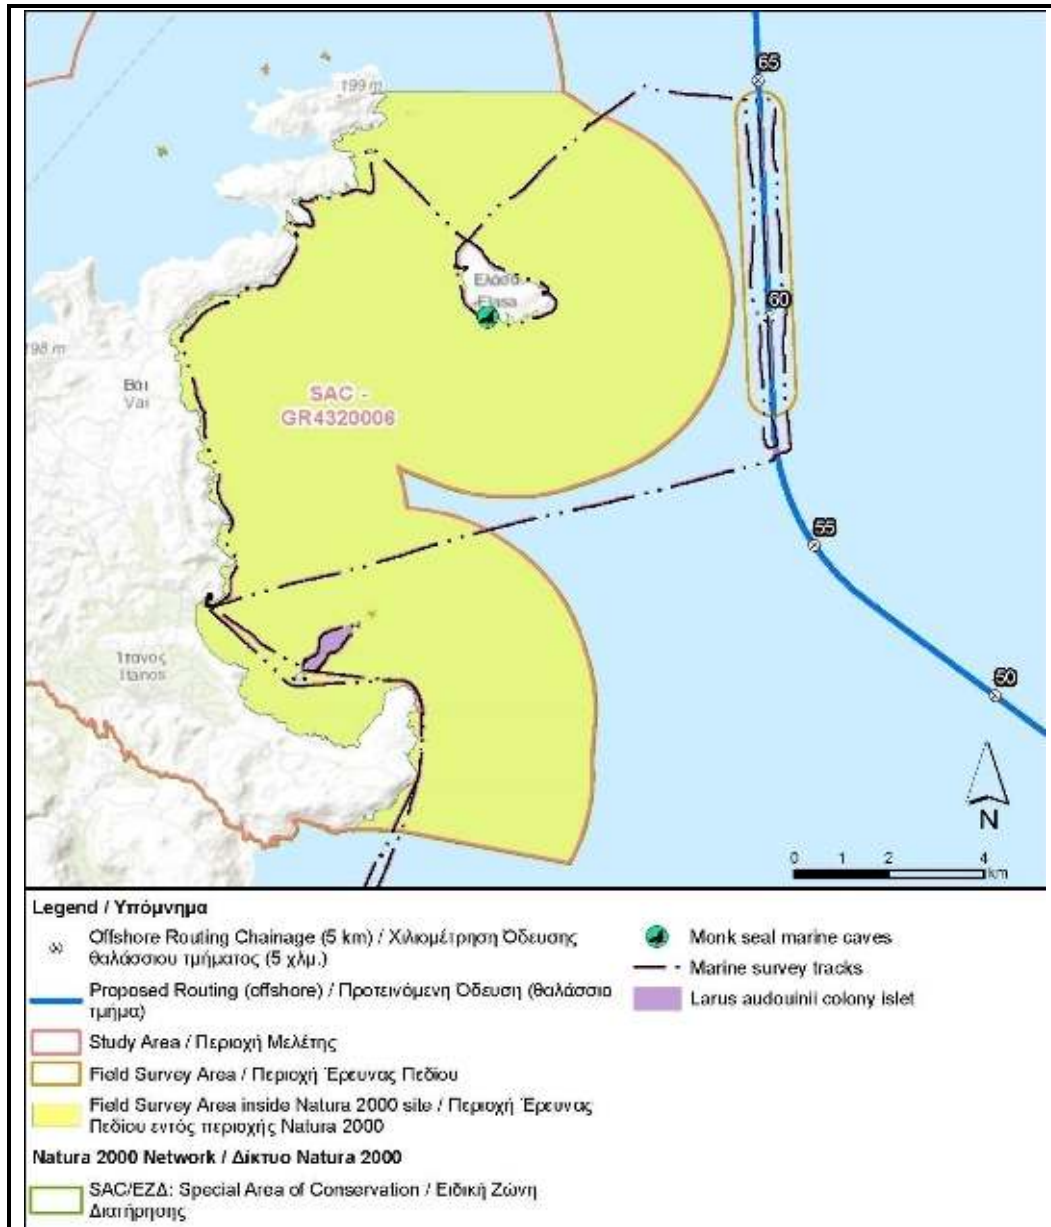 65
199 m
Ελάσα
Elasa
60
198 m
Βάι
Vai
SAC -
GR4320006
55
Ίτανος
Itanos
50
N
0 1 2 4
km
Legend / Υπόμνημα
Offshore Routing Chainage (5 km) / Χιλιομέτρηση Όδευσης
θαλάσσιου τμήματος (5 χλμ.)
Proposed Routing (offshore) / Προτεινόμενη Όδευση (θαλάσσιο
τμήμα)
Study Area / Περιοχή Μελέτης
Field Survey Area / Περιοχή Έρευνας Πεδίου
Field Survey Area inside Natura 2000 site / Περιοχή Έρευνας
Πεδίου εντός περιοχής Natura 2000
Natura 2000 Network / Δίκτυο Natura 2000
SAC/ΕΖΔ: Special Area of Conservation / Ειδική Ζώνη
Διατήρησης
Monk seal marine caves
Marine survey tracks
Larus audouinii colony islet